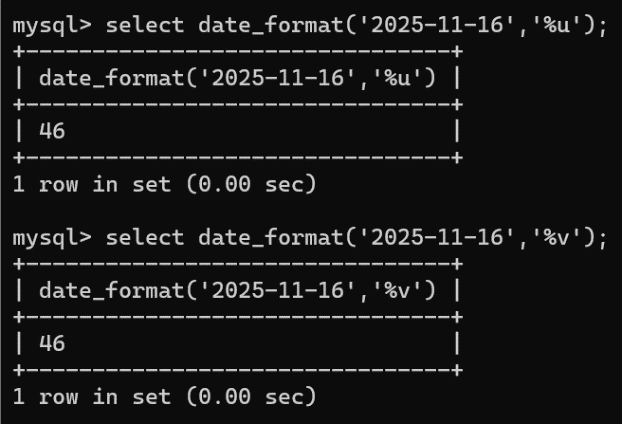 mysql> select date_format('2025-11-16','%u');
+--------------------------------+
| date_format('2025-11-16','%u') |
+--------------------------------+
| 46                             |
+--------------------------------+
1 row in set (0.00 sec)
mysql> select date_format('2025-11-16','%v');
+--------------------------------+
| date_format('2025-11-16','%v') |
+--------------------------------+
| 46                             |
+--------------------------------+
1 row in set (0.00 sec)